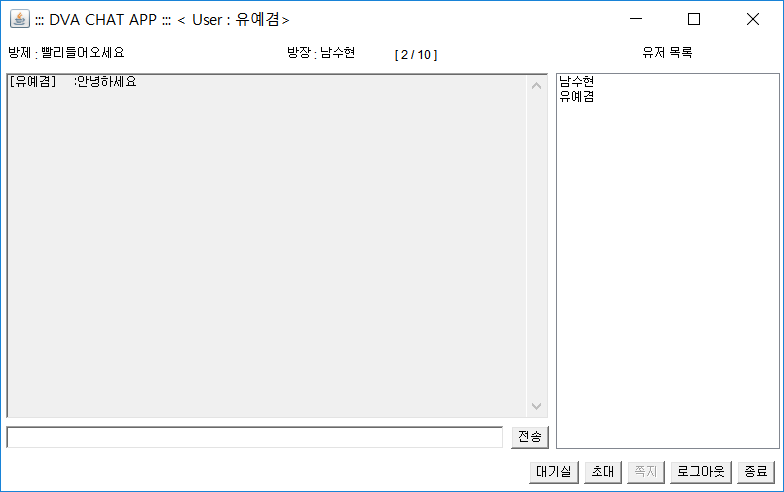 ::: DVA CHAT APP ::: < User : 유예겸>
방제 : 빨리들어오세요 방장 : 남수현 [ 2 / 10 ] 유저 목록
[유예겸] :안녕하세요
남수현
유예겸
전송
대기실 초대 쪽지 로그아웃 종료